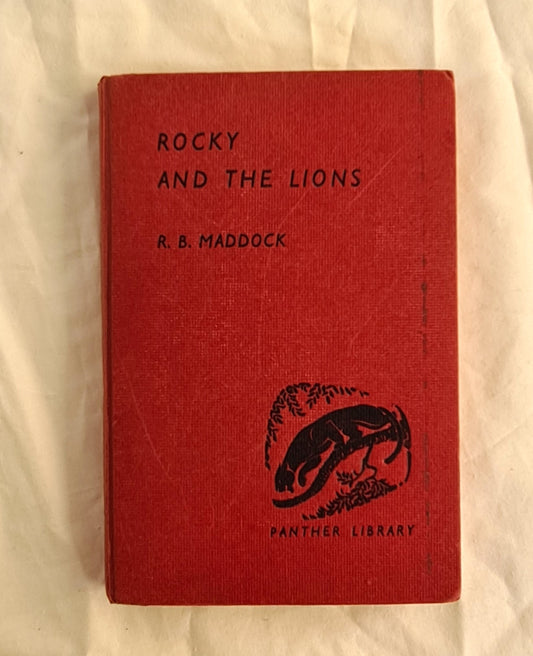 ROCKY
AND THE LIONS
R. B. MADDOCK
PANTHER LIBRARY